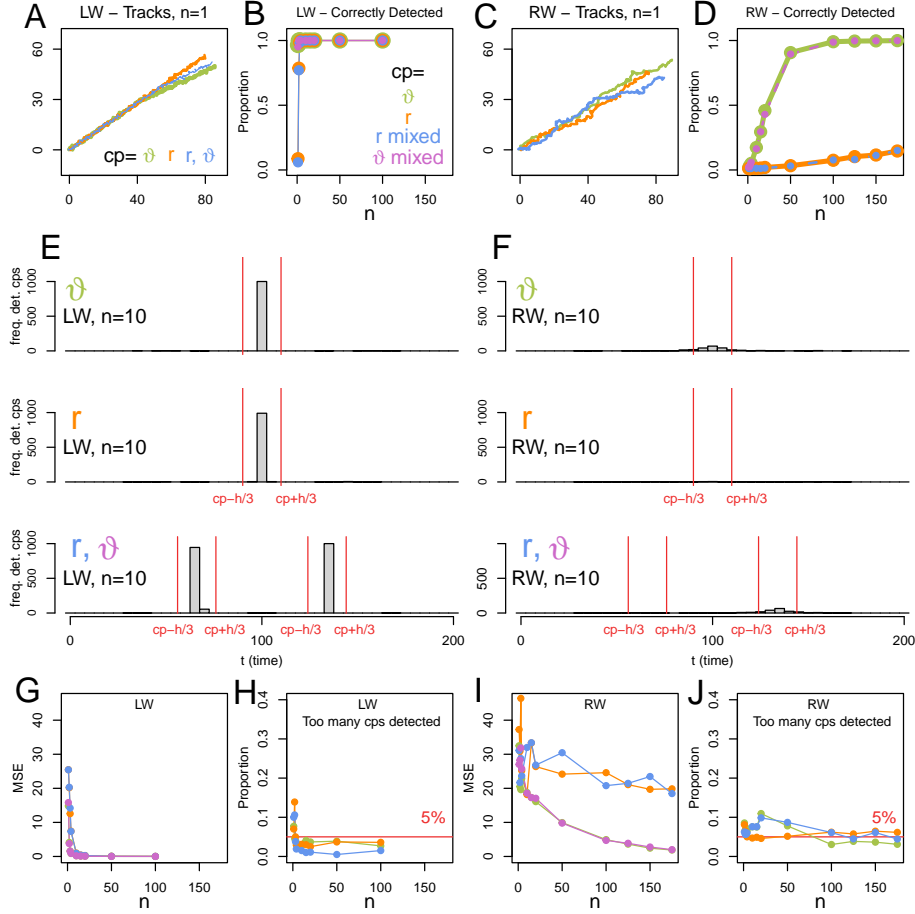 A
LW − Tracks, n=1
60
30
0
cp= ϑ r r, ϑ
0 40 80
B
LW −Correctly Detected
Proportion
1.0
0.5
0.0
cp=
ϑ
r
r mixed
ϑ mixed
0 50 100 150
n
C
RW − Tracks, n=1
60
30
0
0 40 80
D
RW − Correctly Detected
Proportion
1.0
0.5
0.0
0 50 100 150
n
E
freq. det. cps
1000
500
0
ϑ
LW, n=10
freq. det. cps
1000
500
0
r
LW, n=10
cp−h/3 cp+h/3
freq. det. cps
1000
500
0
r, ϑ
LW, n=10
cp−h/3 cp+h/3 cp−h/3 cp+h/3
0 100 200
t (time)
F
1000
500
0
ϑ
RW, n=10
1000
500
0
r
RW, n=10
cp−h/3 cp+h/3
500
0
r, ϑ
RW, n=10
cp−h/3 cp+h/3 cp−h/3 cp+h/3
0 100 200
t (time)
G
LW
MSE
40
30
20
10
0
0 50 100 150
n
H
LW
Too many cps detected
Proportion
0.4
0.3
0.2
0.1
0.0
5%
0 50 100 150
n
I
RW
MSE
40
30
20
10
0
0 50 100 150
n
J
RW
Too many cps detected
Proportion
0.4
0.3
0.2
0.1
0.0
5%
0 50 100 150
n